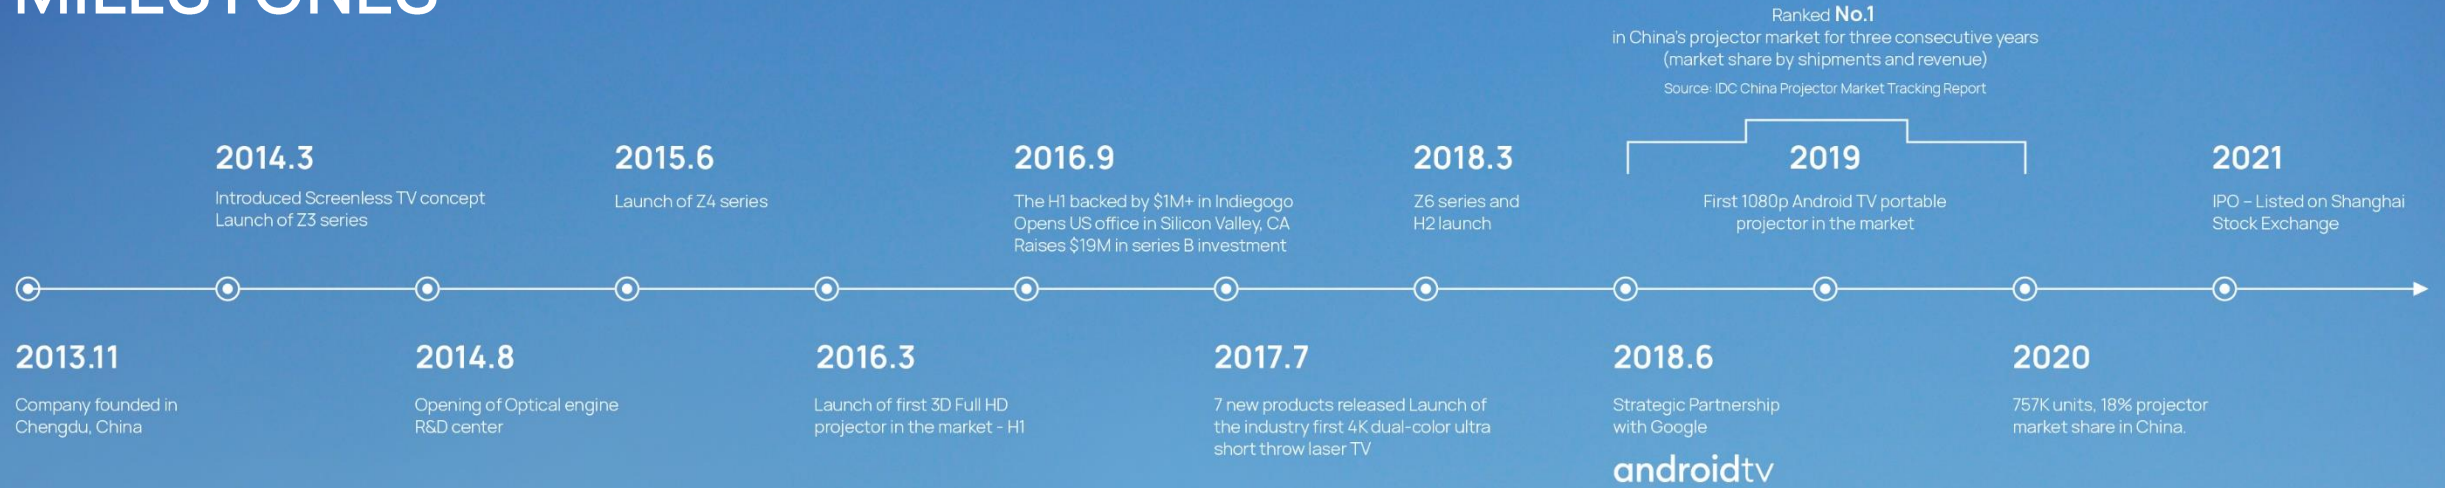 MILESTONES
Ranked No.1
in China's projector market for three consecutive years
(market share by shipments and revenue)
Source: IDC China Projector Market Tracking Report
2014.3
Introduced Screenless TV concept
Launch of Z3 series
2015.6
Launch of Z4 series
2016.9
The H1 backed by $1M+ in Indiegogo
Opens US office in Silicon Valley, CA
Raises $19M in series B investment
2018.3
Z6 series and
H2 launch
2019
First 1080p Android TV portable
projector in the market
2021
IPO – Listed on Shanghai
Stock Exchange
2013.11
Company founded in
Chengdu, China
2014.8
Opening of Optical engine
R&D center
2016.3
Launch of first 3D Full HD
projector in the market - H1
2017.7
7 new products released Launch of
the industry first 4K dual-color ultra
short throw laser TV
2018.6
Strategic Partnership
with Google
androidtv
2020
757K units, 18% projector
market share in China.